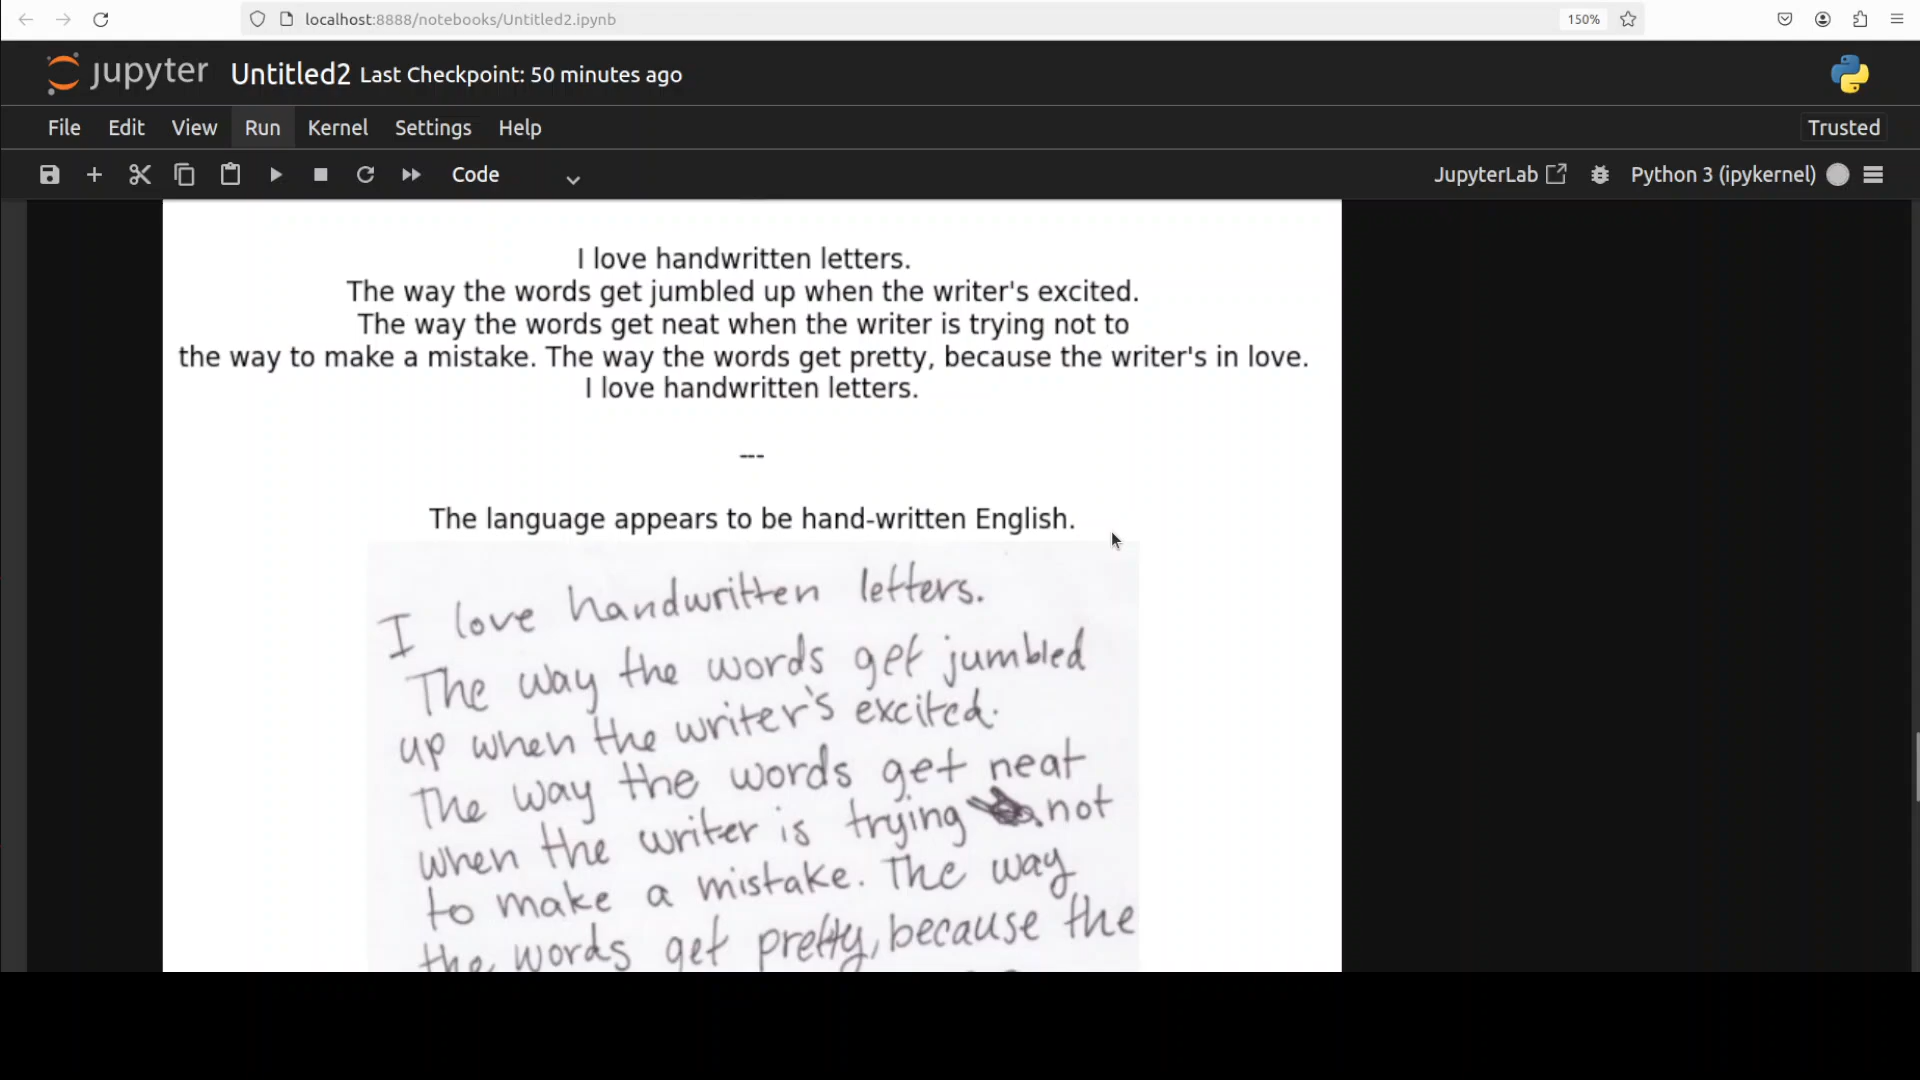 localhost:8888/notebooks/Untitled2.ipynb
150%
jupyter Untitled2 Last Checkpoint: 50 minutes ago
File Edit View Run Kernel Settings Help
Trusted
Code
JupyterLab
Python 3 (ipykernel)
I love handwritten letters.
The way the words get jumbled up when the writer's excited.
The way the words get neat when the writer is trying not to
the way to make a mistake. The way the words get pretty, because the writer's in love.
I love handwritten letters.
---
The language appears to be hand-written English.
I love handwritten letters.
The way the words get jumbled
up when the writer's excited.
The way the words get neat
when the writer is trying not
to make a mistake. The way
the words get pretty, because the